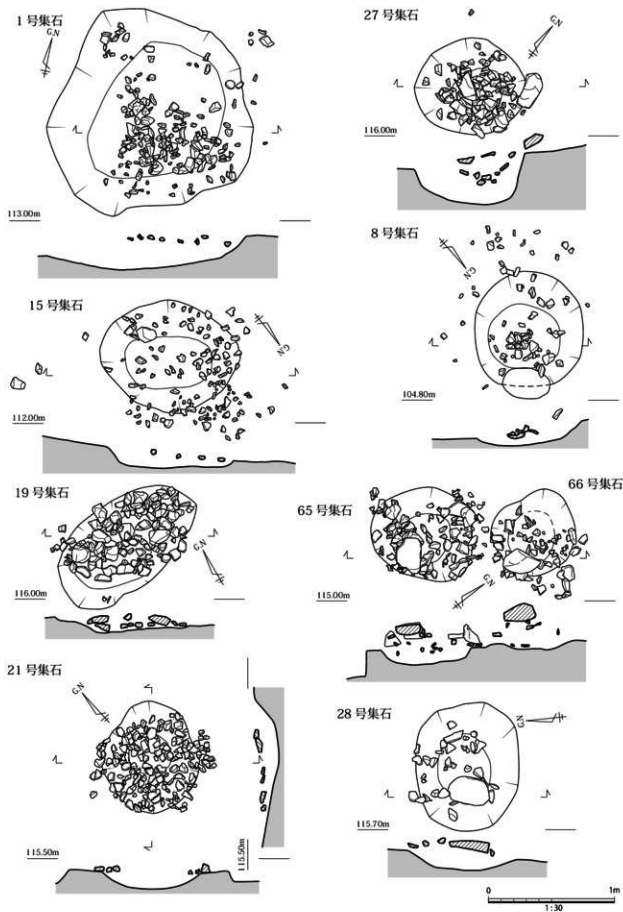 1号集石
G.N
113.00m
15号集石
G.N
112.00m
19号集石
G.N
116.00m
21号集石
G.N
115.50m
115.50m
27号集石
G.N
116.00m
8号集石
G.N
104.80m
66号集石
65号集石
G.N
115.00m
28号集石
G.N
115.70m
0 1m
1:30